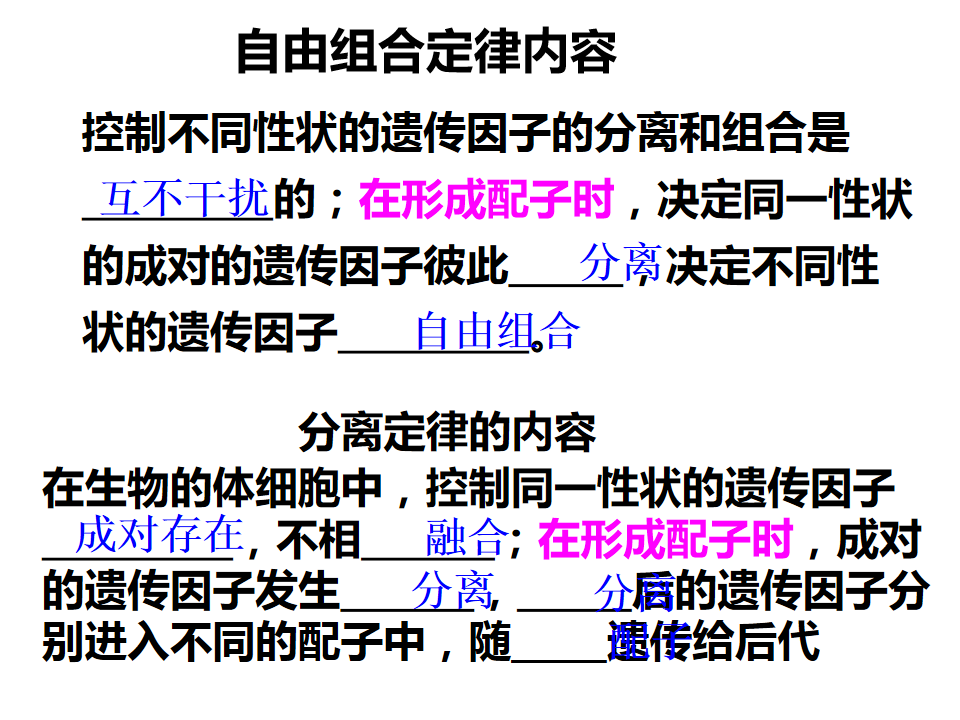 自由组合定律内容
控制不同性状的遗传因子的分离和组合是
互不干扰的；在形成配子时，决定同一性状
的成对的遗传因子彼此分离，决定不同性
状的遗传因子自由组合。
分离定律的内容
在生物的体细胞中，控制同一性状的遗传因子
成对存在，不相融合；在形成配子时，成对
的遗传因子发生分离，分离后的遗传因子分
别进入不同的配子中，随配子遗传给后代